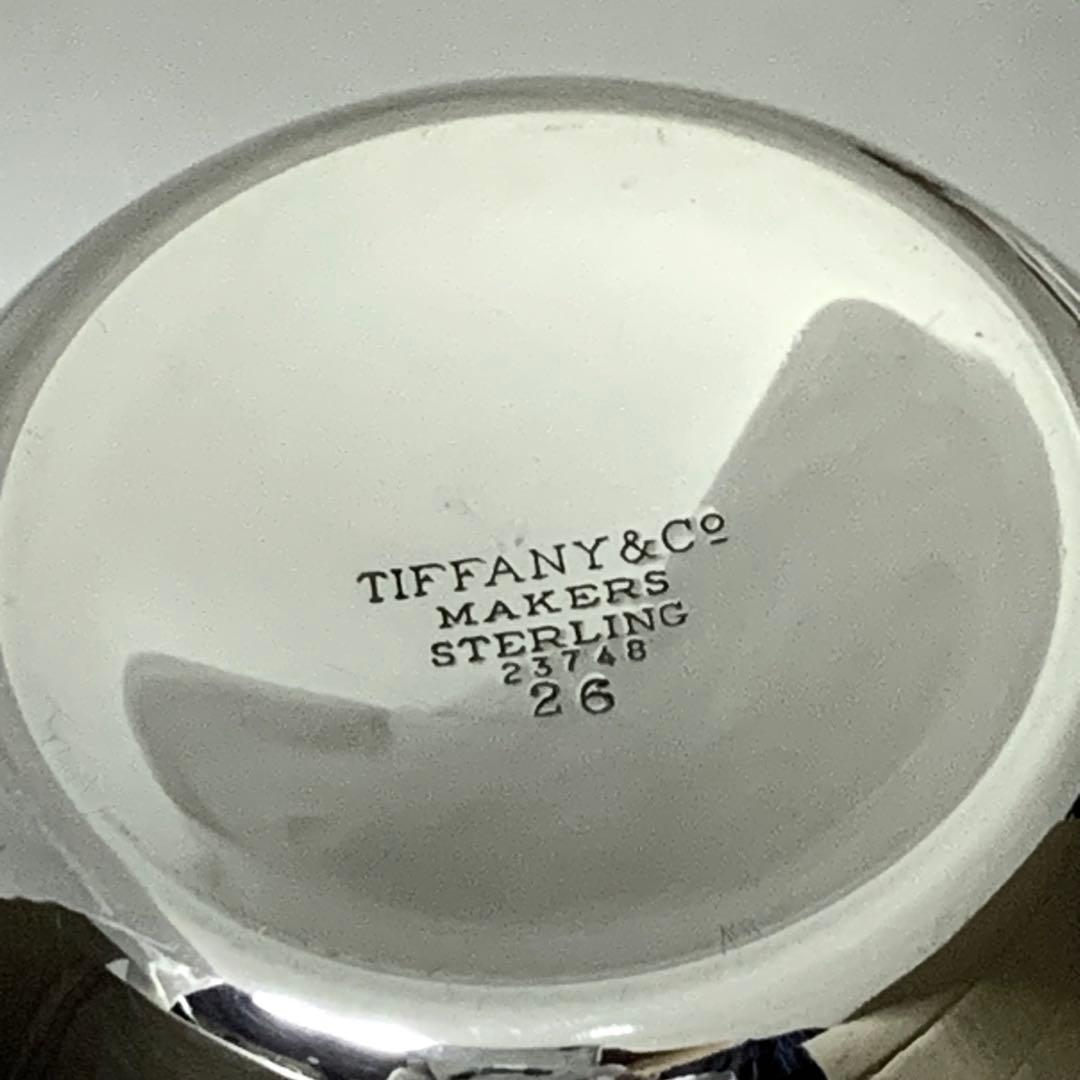 TIFFANY & Cº
MAKERS
STERLING
23748
26